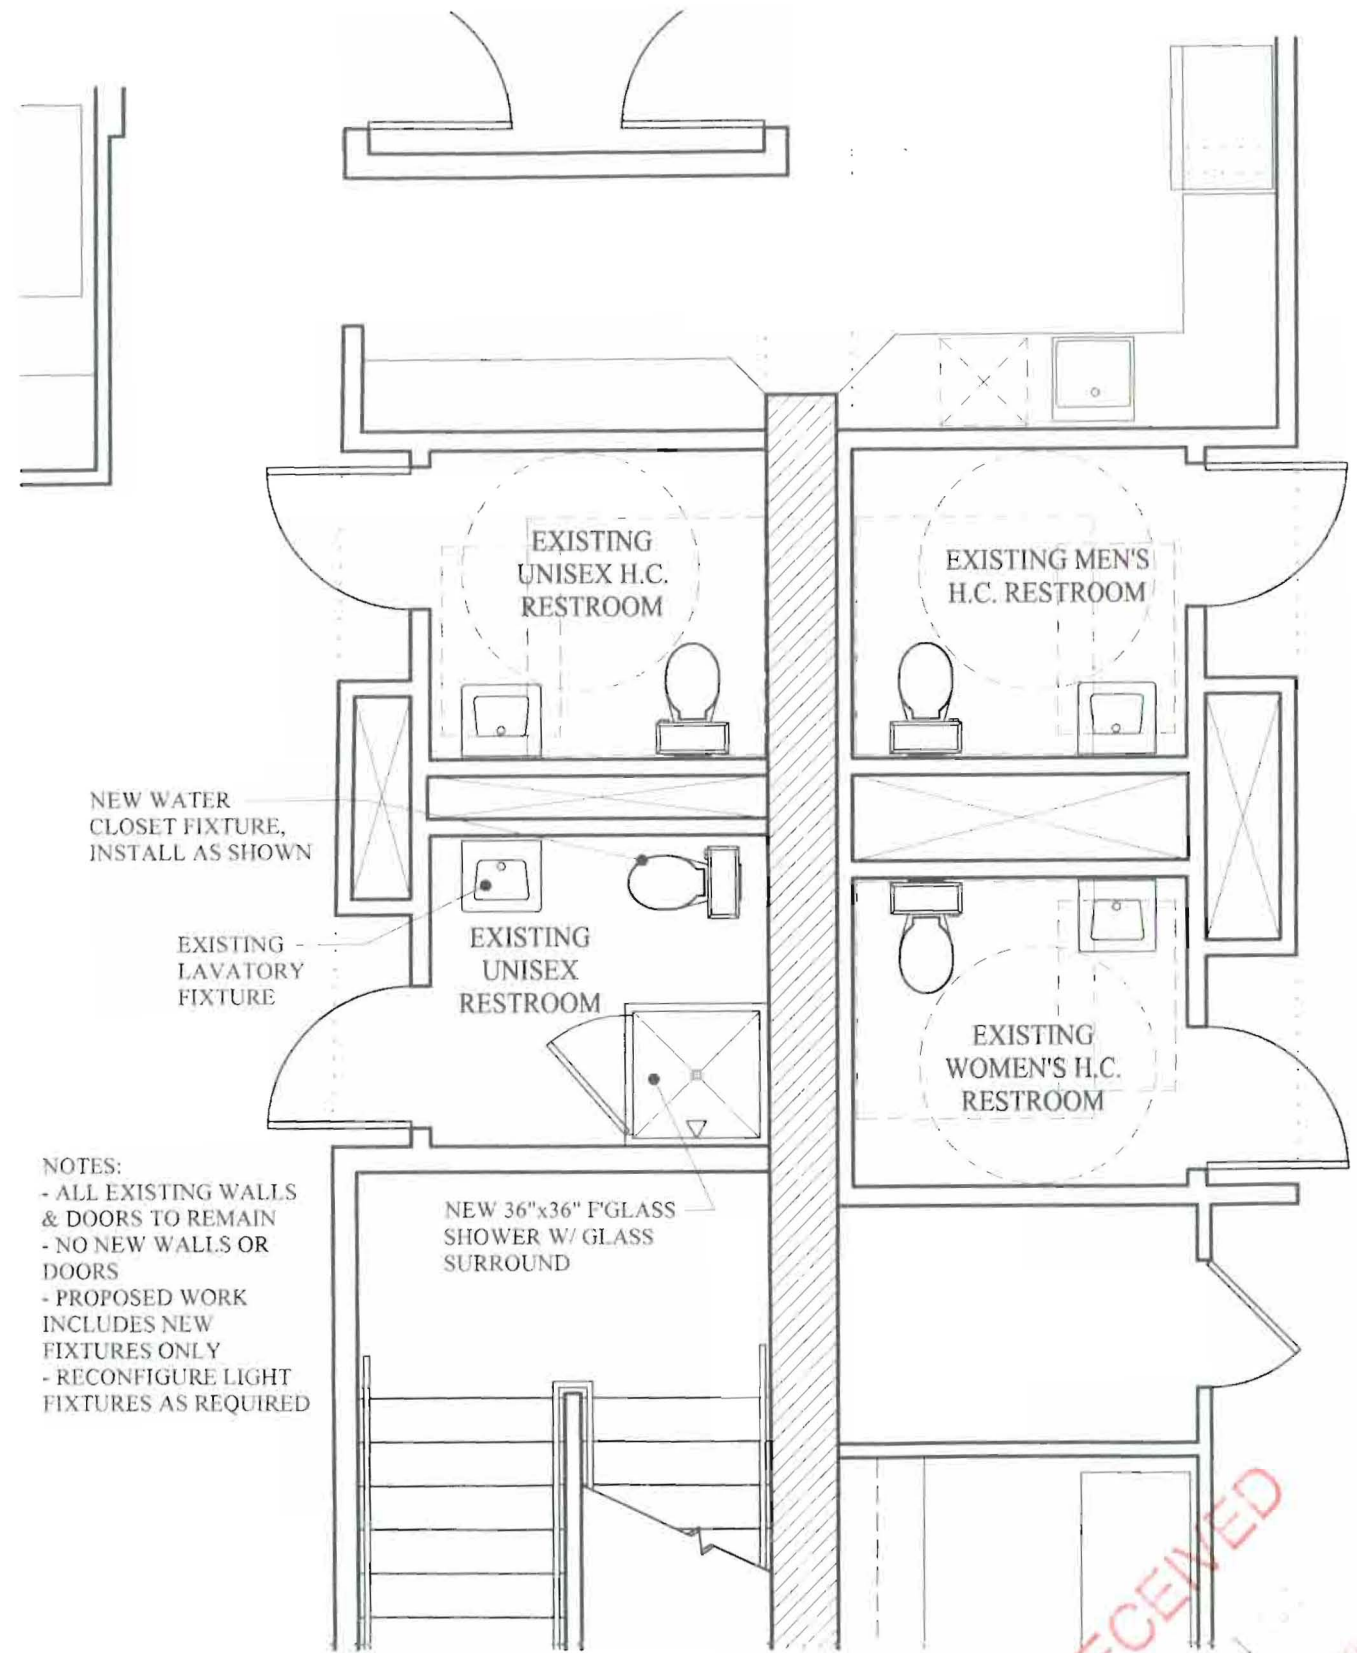 EXISTING
UNISEX H.C.
RESTROOM
EXISTING MEN'S
H.C. RESTROOM
NEW WATER
CLOSET FIXTURE,
INSTALL AS SHOWN
EXISTING
LAVATORY
FIXTURE
EXISTING
UNISEX
RESTROOM
EXISTING
WOMEN'S H.C.
RESTROOM
NOTES:
- ALL EXISTING WALLS
& DOORS TO REMAIN
- NO NEW WALLS OR
DOORS
- PROPOSED WORK
INCLUDES NEW
FIXTURES ONLY
- RECONFIGURE LIGHT
FIXTURES AS REQUIRED
NEW 36"x36" F'GLASS
SHOWER W/ GLASS
SURROUND
ECEIVED